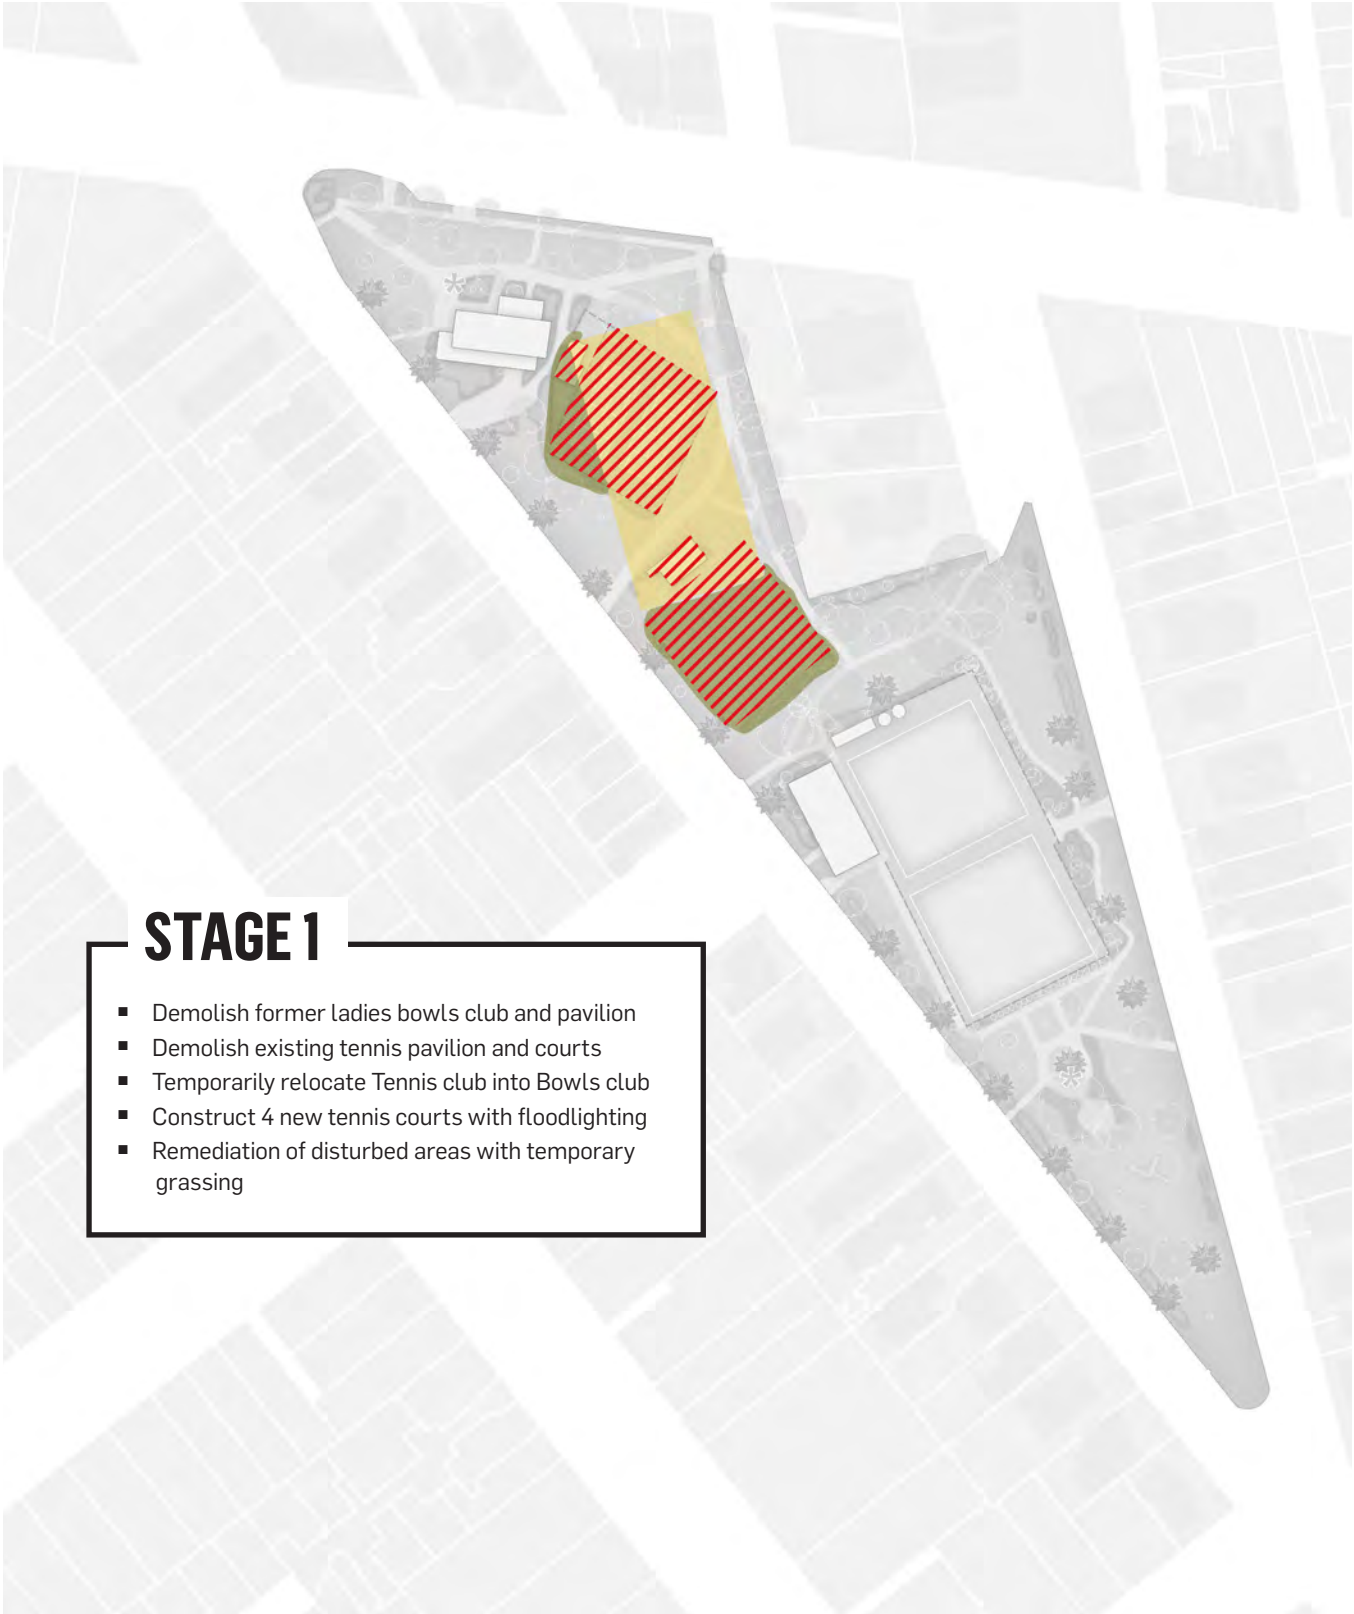 STAGE 1
▪ Demolish former ladies bowls club and pavilion
▪ Demolish existing tennis pavilion and courts
▪ Temporarily relocate Tennis club into Bowls club
▪ Construct 4 new tennis courts with floodlighting
▪ Remediation of disturbed areas with temporary
grassing